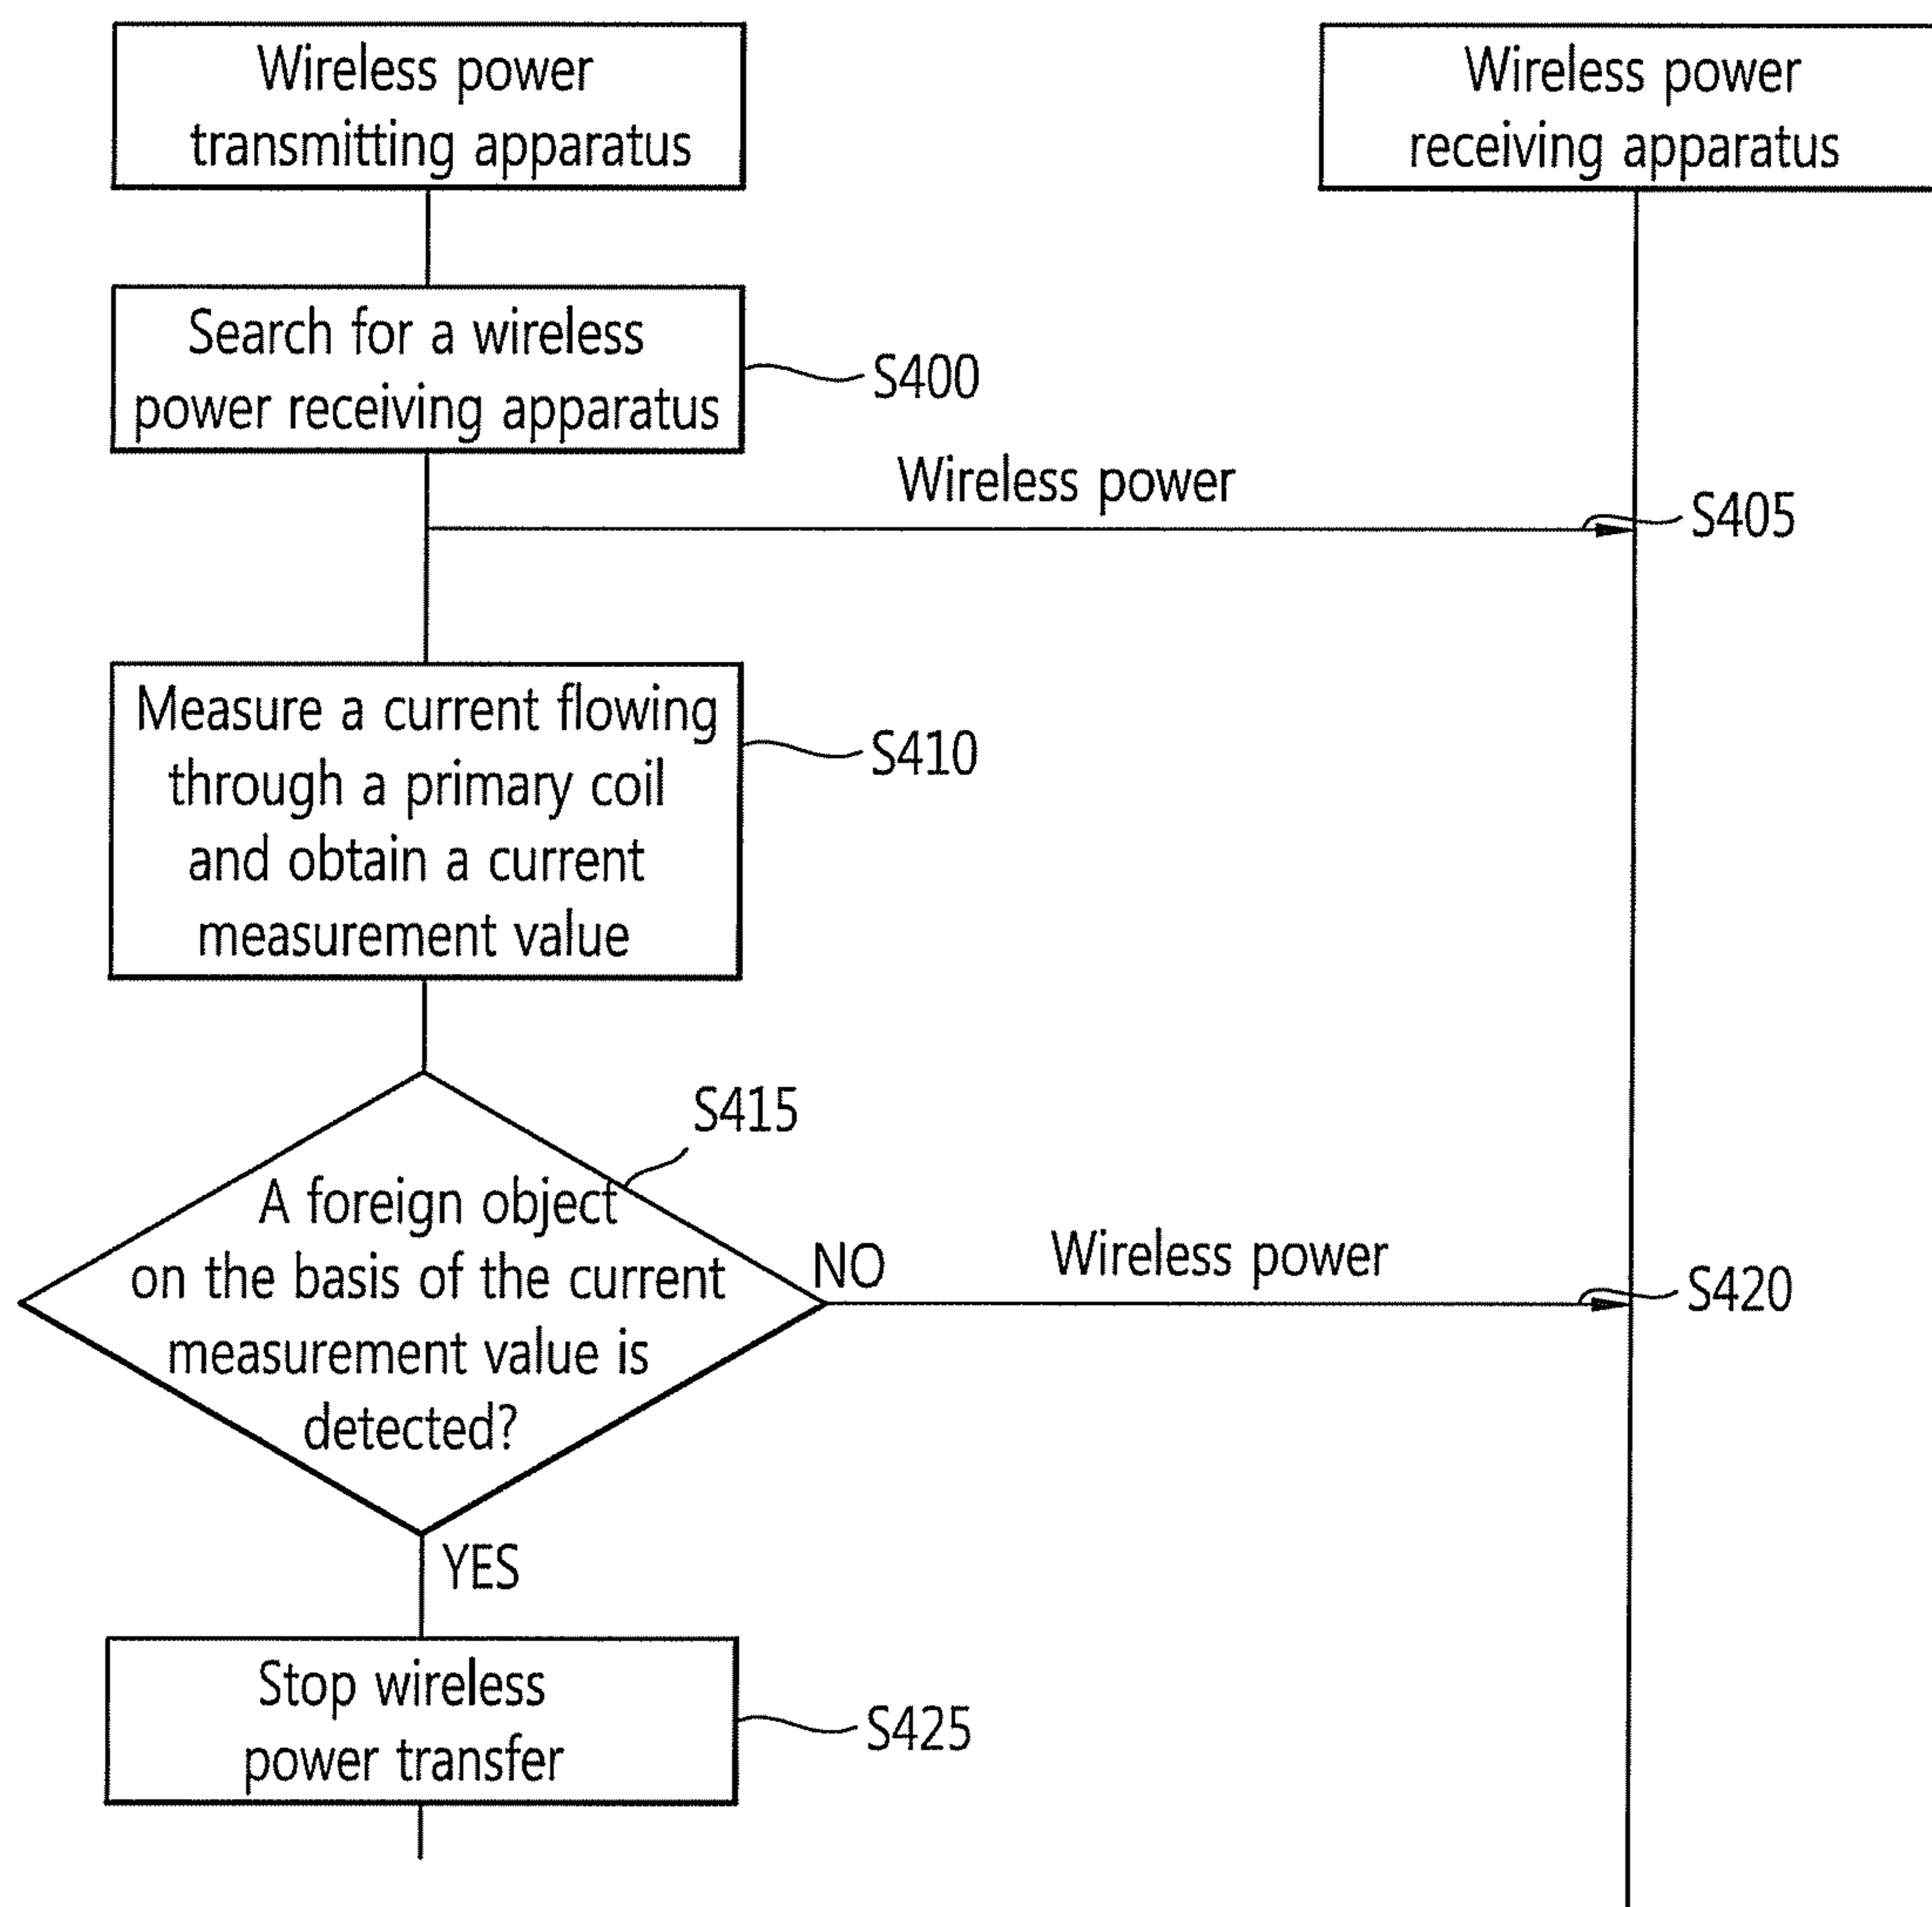 Wireless power
transmitting apparatus
Wireless power
receiving apparatus
Search for a wireless
power receiving apparatus
S400
Wireless power
S405
Measure a current flowing
through a primary coil
and obtain a current
measurement value
S410
S415
A foreign object
on the basis of the current
measurement value is
detected?
NO
Wireless power
S420
YES
Stop wireless
power transfer
S425